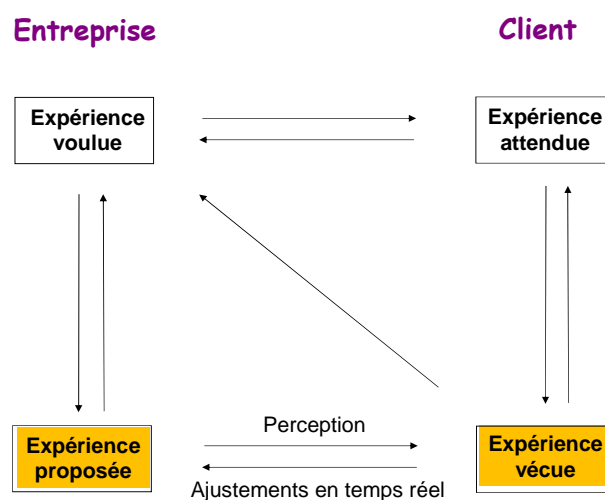 Entreprise
Client
Expérience
voulue
Expérience
attendue
Perception
Expérience
proposée
Expérience
vécue
Ajustements en temps réel